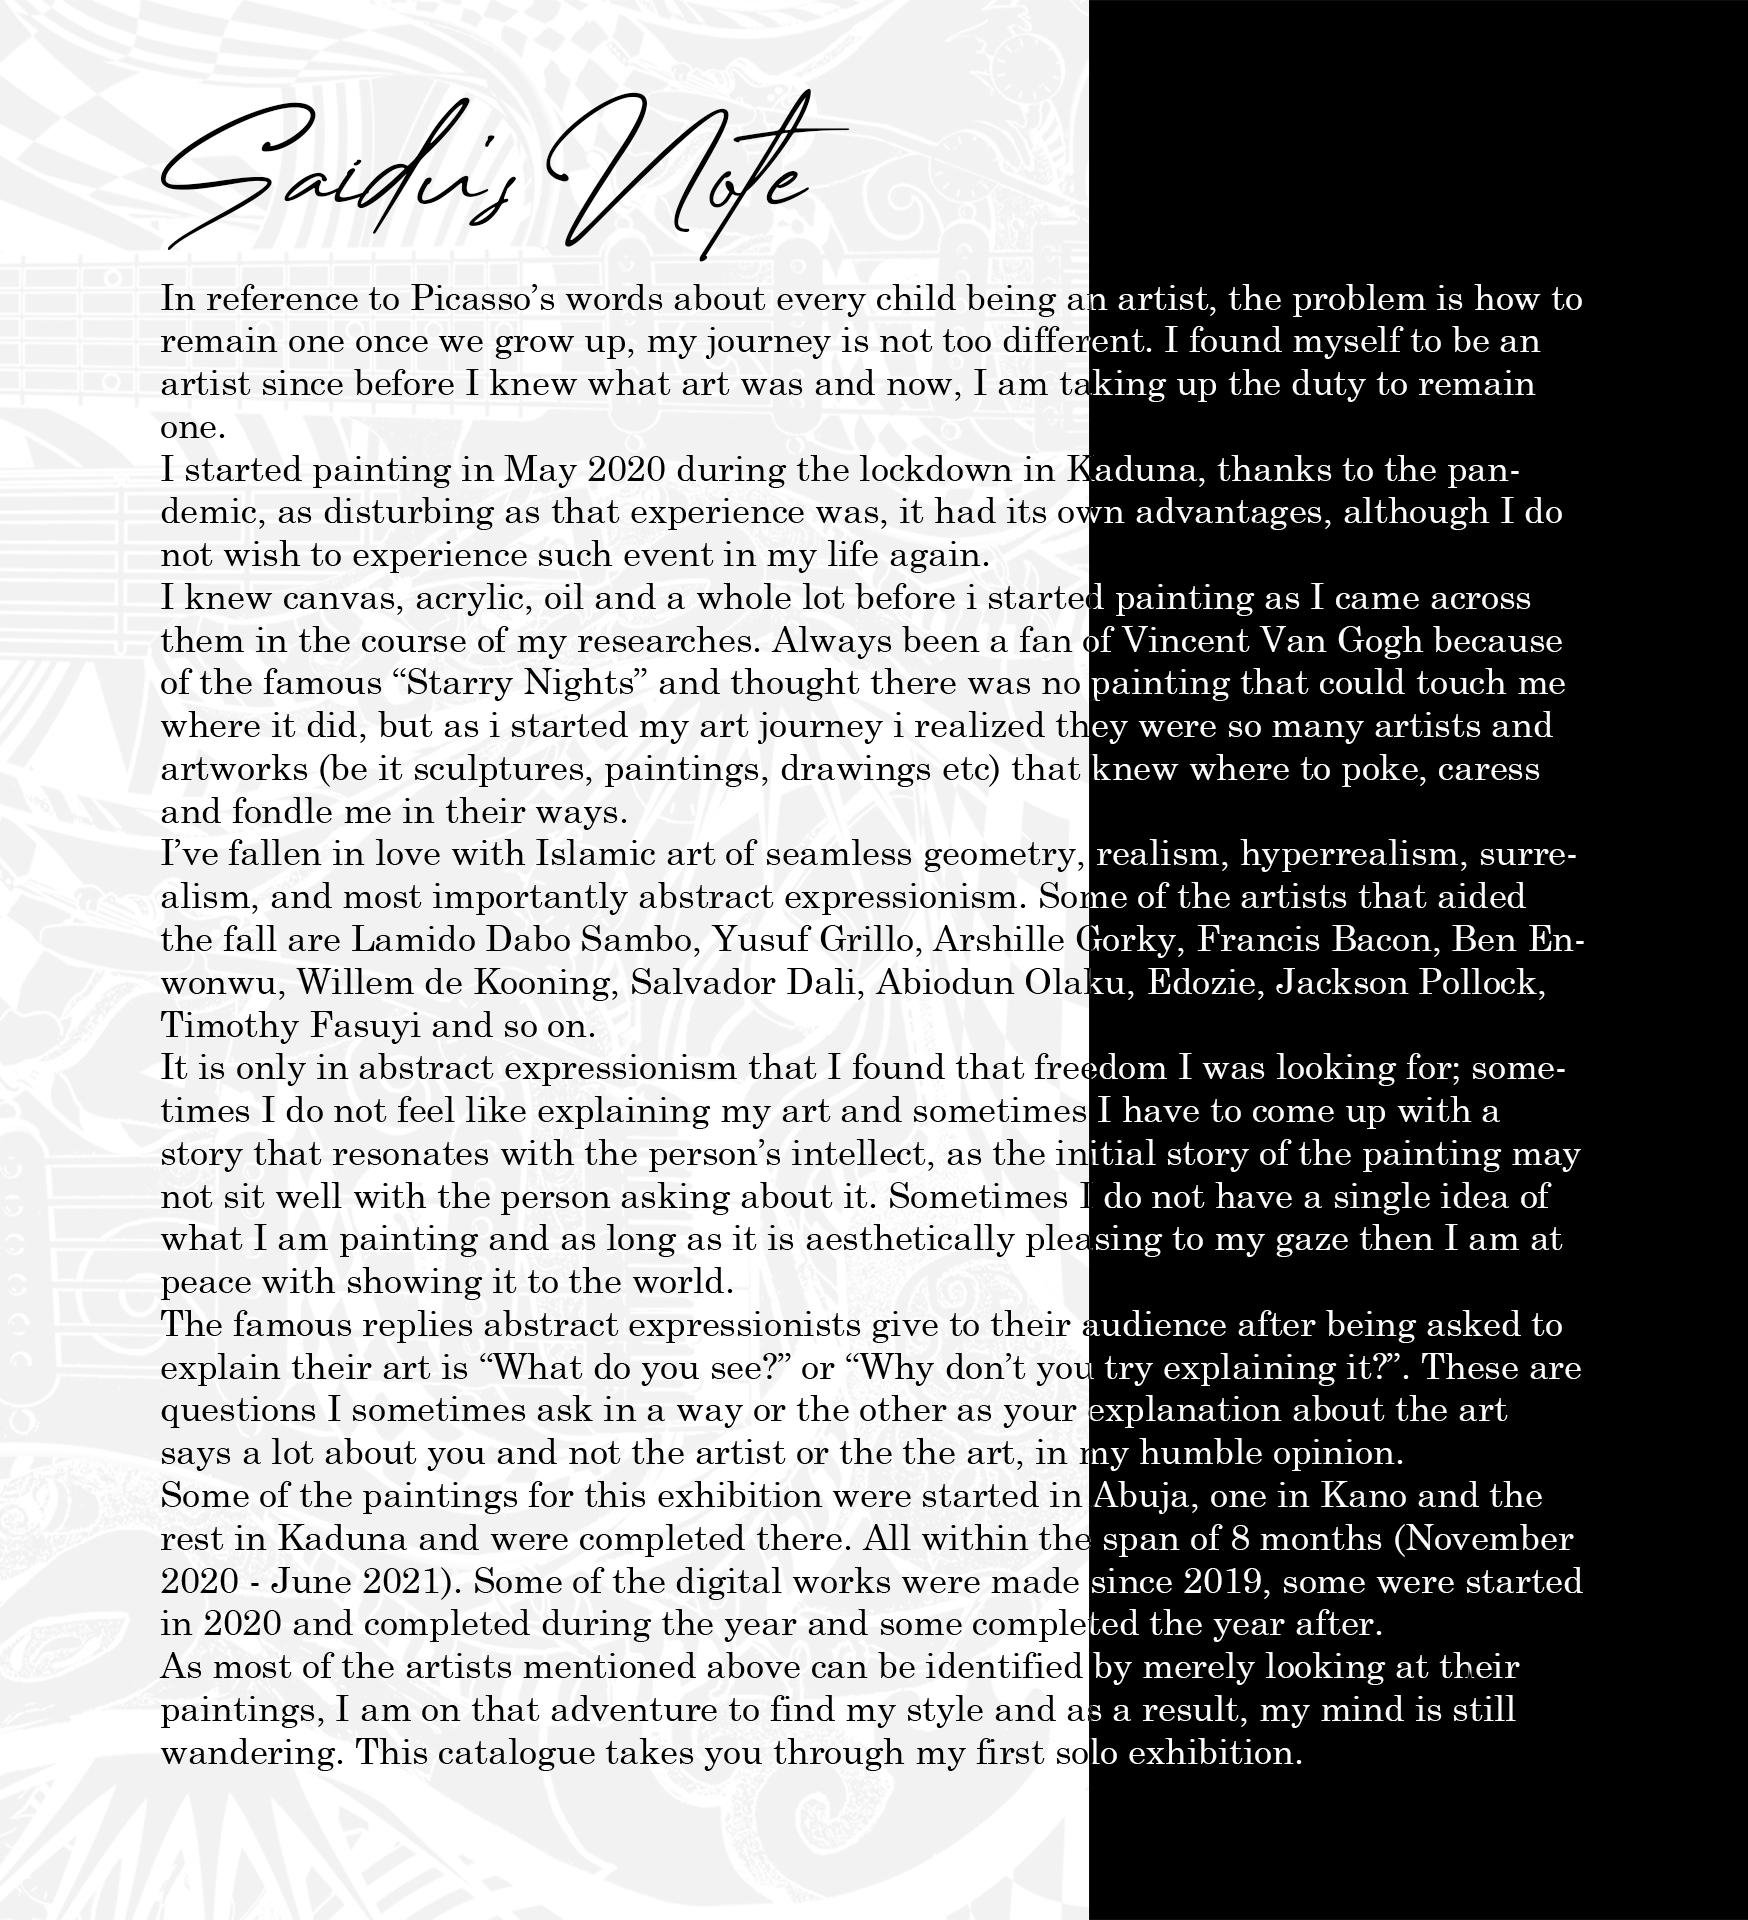 Saidu's Note
In reference to Picasso’s words about every child being an artist, the problem is how to
remain one once we grow up, my journey is not too different. I found myself to be an
artist since before I knew what art was and now, I am taking up the duty to remain
one.
I started painting in May 2020 during the lockdown in Kaduna, thanks to the pan-
demic, as disturbing as that experience was, it had its own advantages, although I do
not wish to experience such event in my life again.
I knew canvas, acrylic, oil and a whole lot before i started painting as I came across
them in the course of my researches. Always been a fan of Vincent Van Gogh because
of the famous “Starry Nights” and thought there was no painting that could touch me
where it did, but as i started my art journey i realized they were so many artists and
artworks (be it sculptures, paintings, drawings etc) that knew where to poke, caress
and fondle me in their ways.
I’ve fallen in love with Islamic art of seamless geometry, realism, hyperrealism, surre-
alism, and most importantly abstract expressionism. Some of the artists that aided
the fall are Lamido Dabo Sambo, Yusuf Grillo, Arshille Gorky, Francis Bacon, Ben En-
wonwu, Willem de Kooning, Salvador Dali, Abiodun Olaku, Edozie, Jackson Pollock,
Timothy Fasuyi and so on.
It is only in abstract expressionism that I found that freedom I was looking for; some-
times I do not feel like explaining my art and sometimes I have to come up with a
story that resonates with the person’s intellect, as the initial story of the painting may
not sit well with the person asking about it. Sometimes I do not have a single idea of
what I am painting and as long as it is aesthetically pleasing to my gaze then I am at
peace with showing it to the world.
The famous replies abstract expressionists give to their audience after being asked to
explain their art is “What do you see?” or “Why don’t you try explaining it?”. These are
questions I sometimes ask in a way or the other as your explanation about the art
says a lot about you and not the artist or the the art, in my humble opinion.
Some of the paintings for this exhibition were started in Abuja, one in Kano and the
rest in Kaduna and were completed there. All within the span of 8 months (November
2020 - June 2021). Some of the digital works were made since 2019, some were started
in 2020 and completed during the year and some completed the year after.
As most of the artists mentioned above can be identified by merely looking at their
paintings, I am on that adventure to find my style and as a result, my mind is still
wandering. This catalogue takes you through my first solo exhibition.